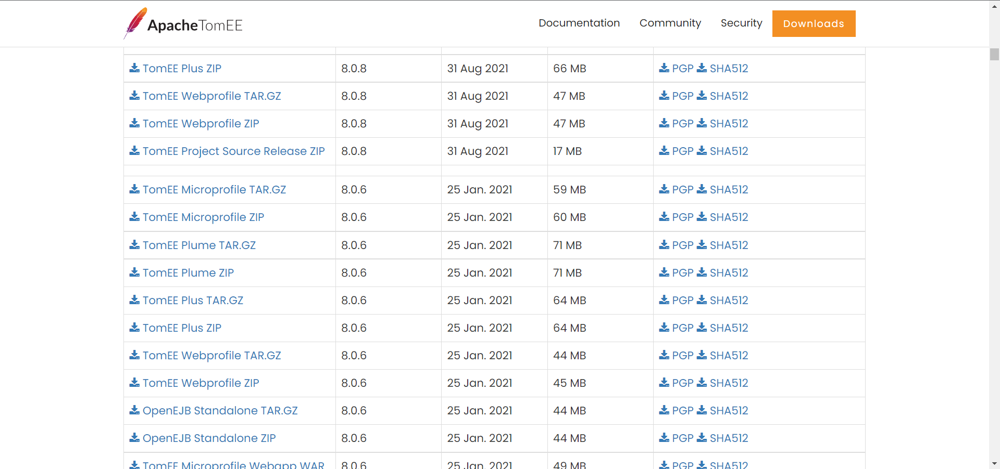 ApacheTomEE Documentation Community Security Downloads
TomEE Plus ZIP 8.0.8 31 Aug 2021 66 MB PGP SHA512
TomEE Webprofile TAR.GZ 8.0.8 31 Aug 2021 47 MB PGP SHA512
TomEE Webprofile ZIP 8.0.8 31 Aug 2021 47 MB PGP SHA512
TomEE Project Source Release ZIP 8.0.8 31 Aug 2021 17 MB PGP SHA512
TomEE Microprofile TAR.GZ 8.0.6 25 Jan. 2021 59 MB PGP SHA512
TomEE Microprofile ZIP 8.0.6 25 Jan. 2021 60 MB PGP SHA512
TomEE Plume TAR.GZ 8.0.6 25 Jan. 2021 71 MB PGP SHA512
TomEE Plume ZIP 8.0.6 25 Jan. 2021 71 MB PGP SHA512
TomEE Plus TAR.GZ 8.0.6 25 Jan. 2021 64 MB PGP SHA512
TomEE Plus ZIP 8.0.6 25 Jan. 2021 64 MB PGP SHA512
TomEE Webprofile TAR.GZ 8.0.6 25 Jan. 2021 44 MB PGP SHA512
TomEE Webprofile ZIP 8.0.6 25 Jan. 2021 45 MB PGP SHA512
OpenEJB Standalone TAR.GZ 8.0.6 25 Jan. 2021 44 MB PGP SHA512
OpenEJB Standalone ZIP 8.0.6 25 Jan. 2021 44 MB PGP SHA512
TomEE Microprofile Webapp WAR 8.0.6 25 Jan. 2021 49 MB PGP SHA512